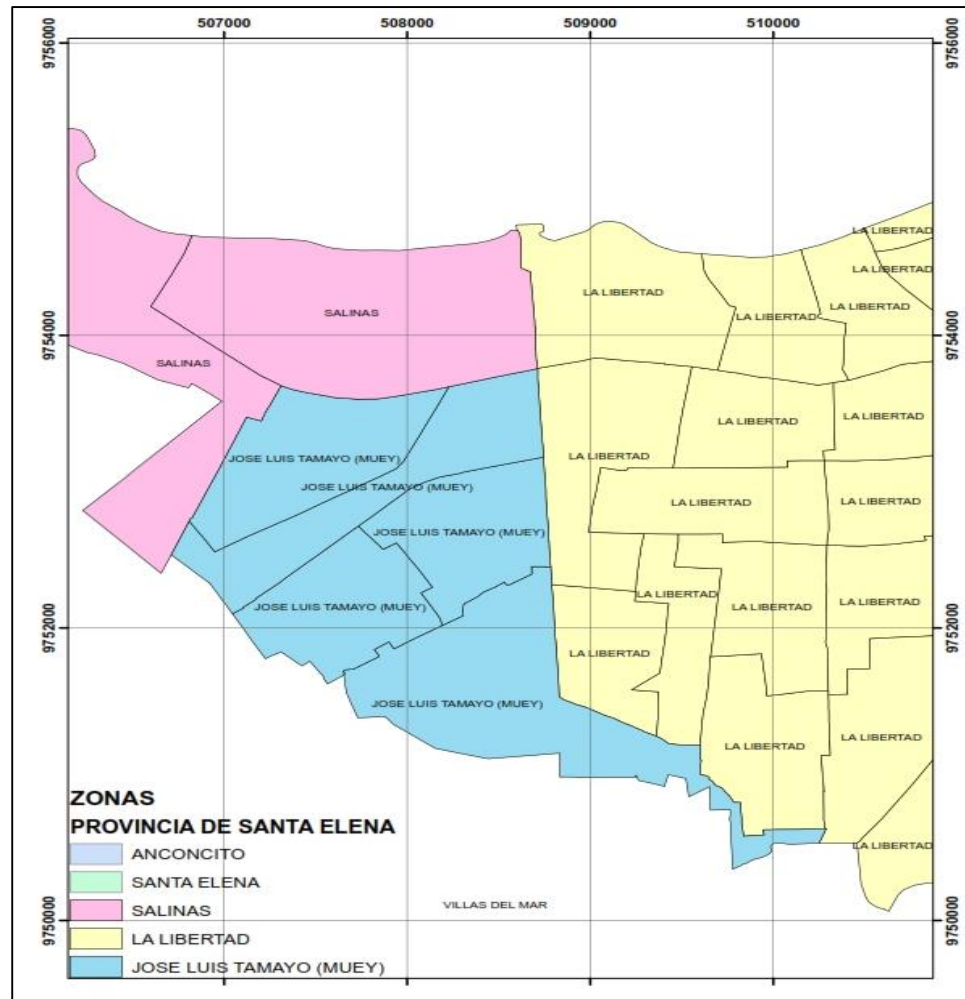 507000 508000 509000 510000
9756000 9756000
LA LIBERTAD
LA LIBERTAD
LA LIBERTAD
LA LIBERTAD
LA LIBERTAD
SALINAS
9754000 9754000
SALINAS
LA LIBERTAD
LA LIBERTAD
JOSE LUIS TAMAYO (MUEY)
LA LIBERTAD
JOSE LUIS TAMAYO (MUEY)
LA LIBERTAD
LA LIBERTAD
JOSE LUIS TAMAYO (MUEY)
LA LIBERTAD
LA LIBERTAD
JOSE LUIS TAMAYO (MUEY)
LA LIBERTAD
9752000 9752000
LA LIBERTAD
JOSE LUIS TAMAYO (MUEY)
LA LIBERTAD
LA LIBERTAD
ZONAS
PROVINCIA DE SANTA ELENA
ANCONCITO
LA LIBERTAD
SANTA ELENA
SALINAS
VILLAS DEL MAR
9750000 9750000
LA LIBERTAD
JOSE LUIS TAMAYO (MUEY)